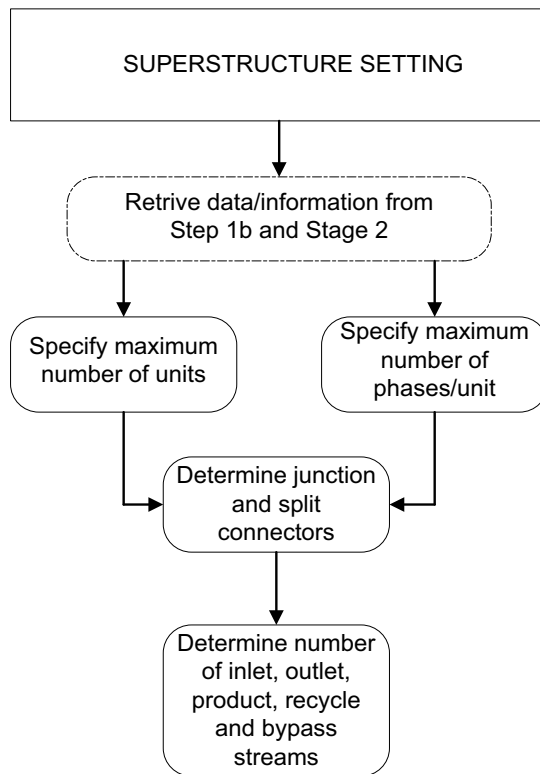 SUPERSTRUCTURE SETTING
Retrive data/information from
Step 1b and Stage 2
Specify maximum
number of units
Specify maximum
number of
phases/unit
Determine junction
and split
connectors
Determine number
of inlet, outlet,
product, recycle
and bypass
streams